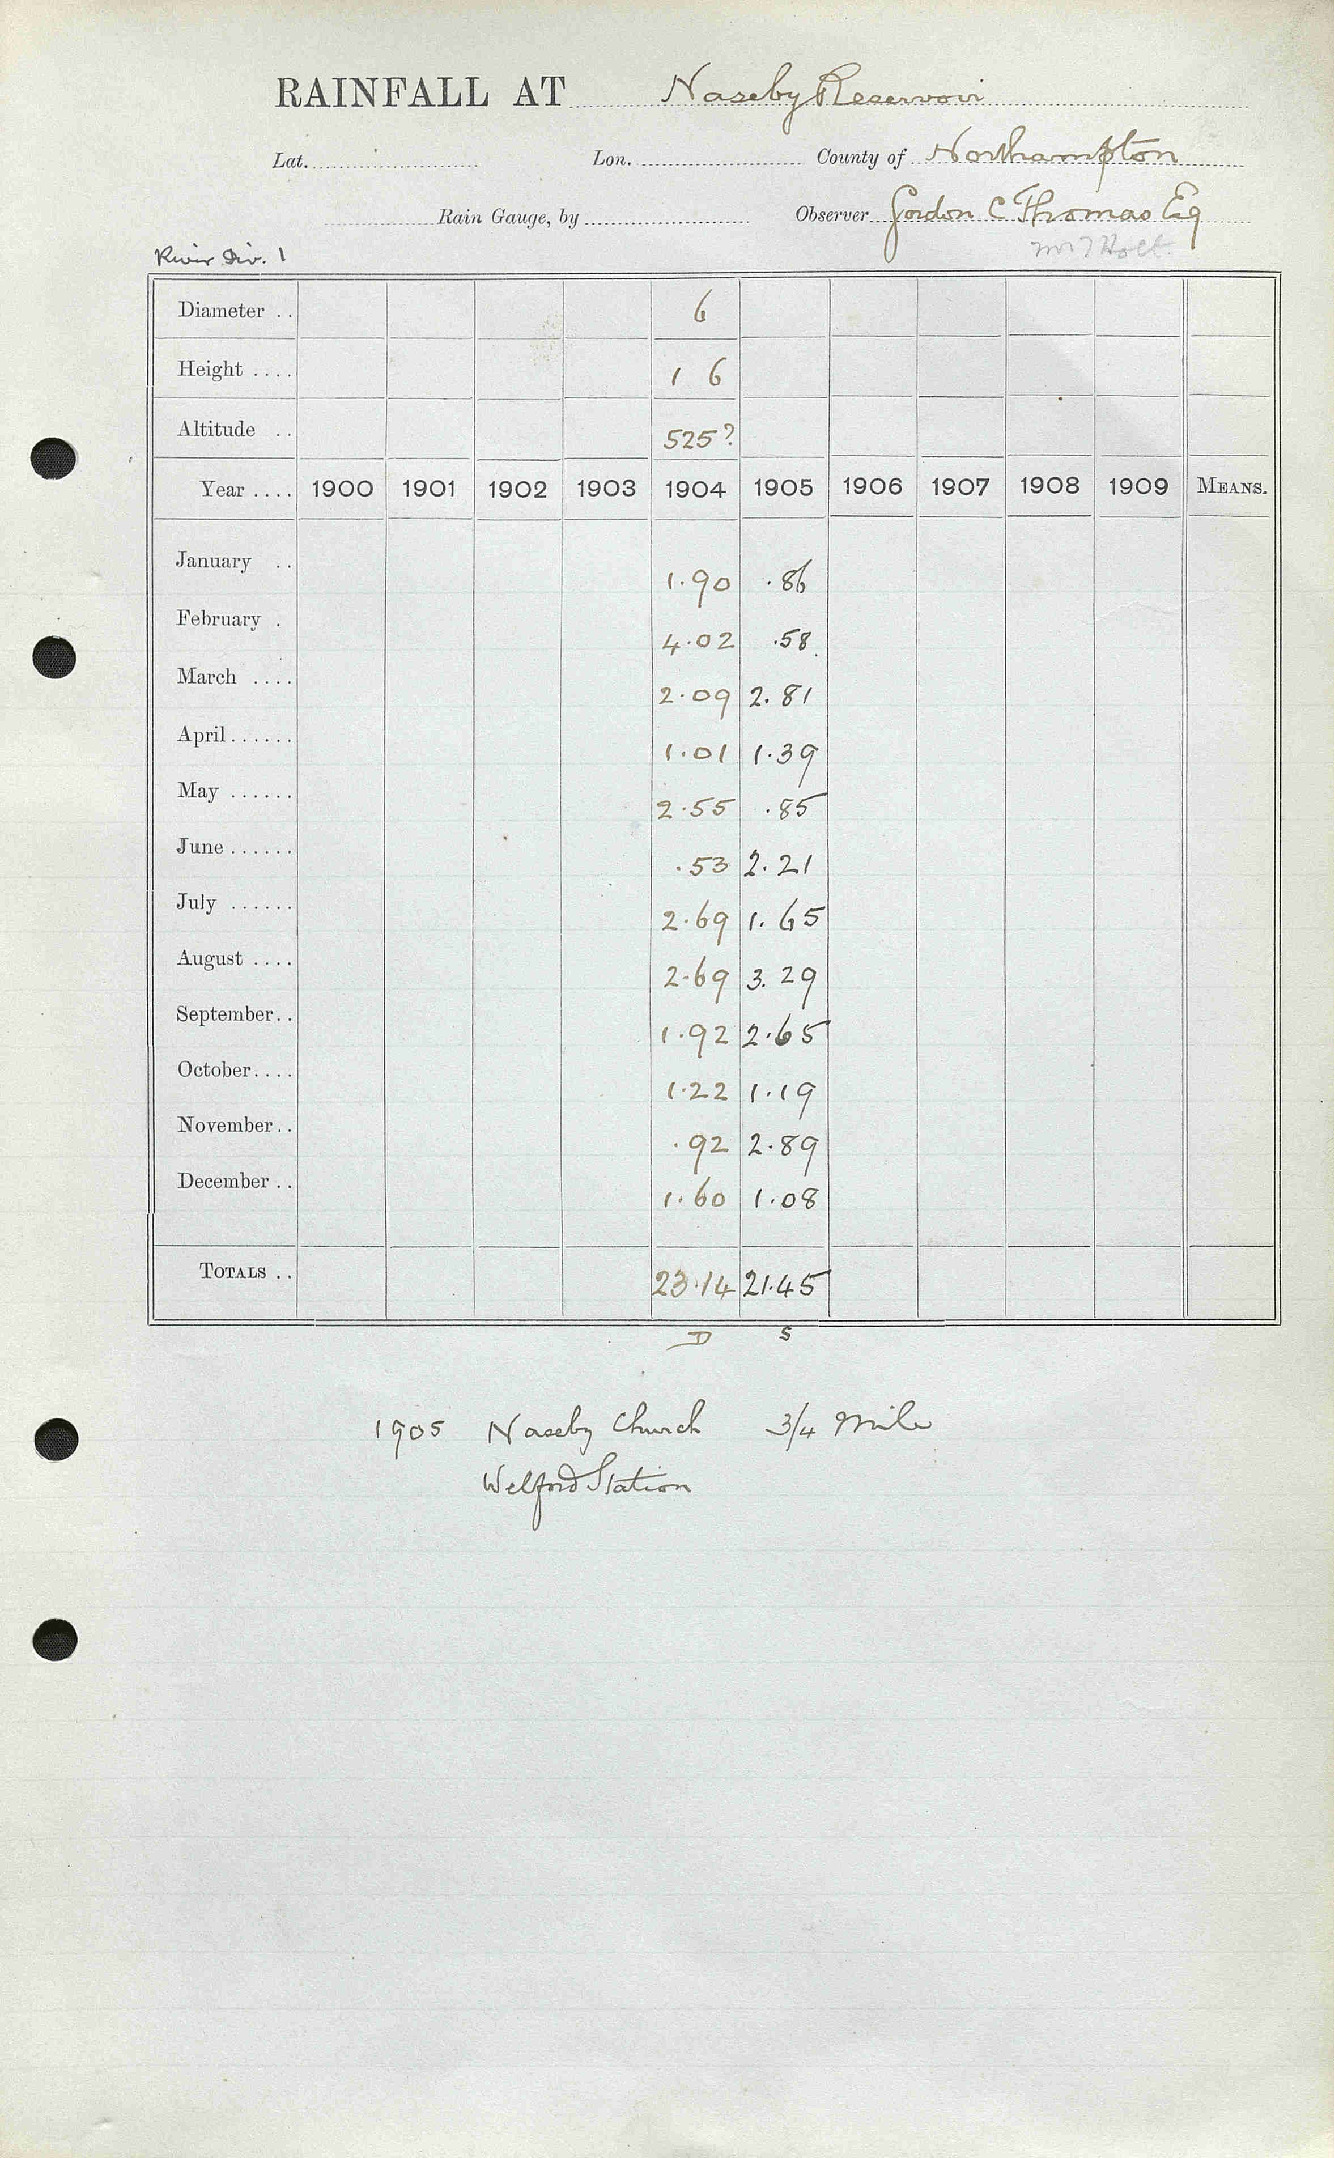 RAINFALL AT Naseby Reservoir
Lat. Lon. County of Northampton
Rain Gauge, by Observer Gordon C Thomas Esq
Holt
River Div. 1
Diameter .. 6
Height .... 1 6
Altitude .. 525?
Year .... 1900 1901 1902 1903 1904 1905 1906 1907 1908 1909 MEANS.
January .. 1.90 .86
February . 4.02 .58
March .... 2.09 2.81
April...... 1.01 1.39
May ...... 2.55 .85
June...... .53 2.21
July ...... 2.69 1.65
August .... 2.69 3.29
September.. 1.92 2.65
October.... 1.22 1.19
November.. .92 2.89
December.. 1.60 1.08
TOTALS .. 23.14 21.45
D S
1905 Naseby Church 3/4 Mile
Welford Station